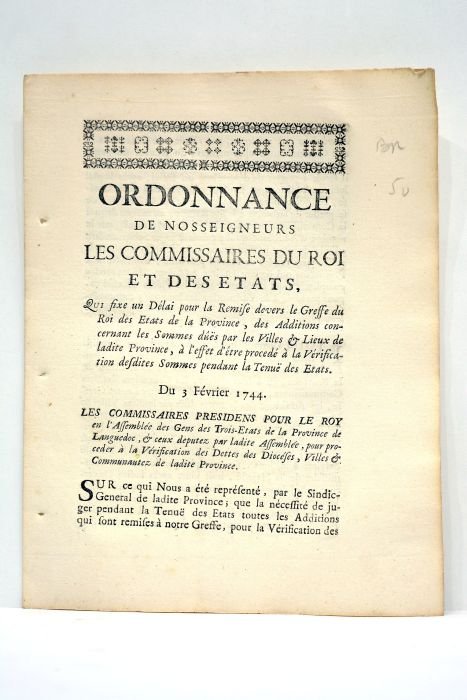 ORDONNANCE
DE NOSSEIGNEURS
LES COMMISSAIRES DU ROI
ET DES ETATS,
QUI fixe un Délai pour la Remise devers le Greffe du
Roi des Etats de la Province, des Additions con-
cernant les Sommes dûës par les Villes & Lieux de
ladite Province, à l'effet d'être procedé à la Vérifica-
tion desdites Sommes pendant la Tenuë des Etats.
Du 3 Février 1744.
LES COMMISSAIRES PRESIDENS POUR LE ROY
en l'Assemblée des Gens des Trois-Etats de la Province de
Languedoc, & ceux deputez par ladite Assemblée, pour pro-
ceder à la Vérification des Dettes des Diocéses, Villes &
Communautez de ladite Province.
SUR ce qui Nous a été représenté, par le Sindic-
General de ladite Province; que la nécessité de ju-
ger pendant la Tenuë des Etats toutes les Additions
qui sont remises à notre Greffe, pour la Vérification des